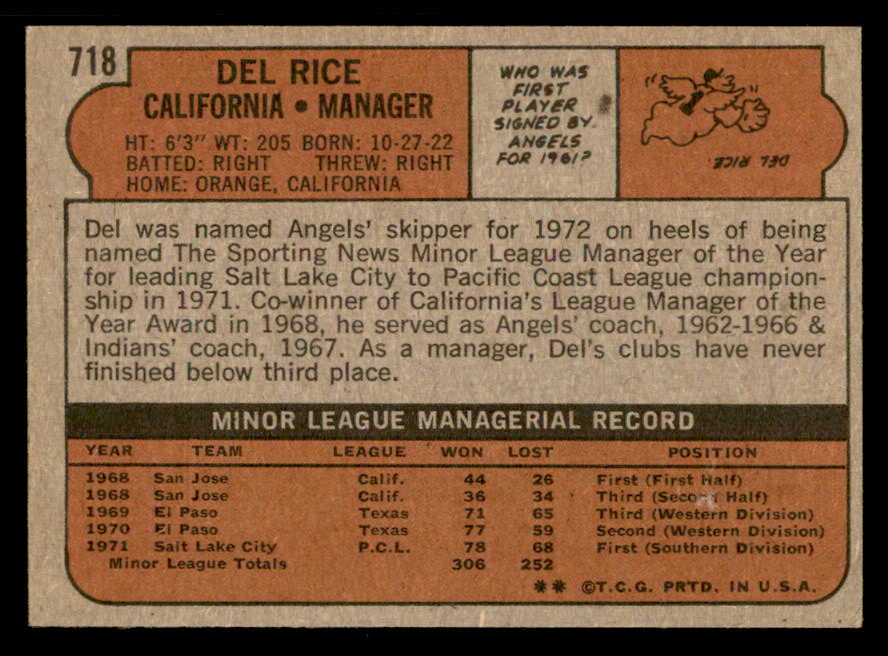 718
DEL RICE
CALIFORNIA • MANAGER
HT: 6'3" WT: 205 BORN: 10-27-22
BATTED: RIGHT THREW: RIGHT
HOME: ORANGE, CALIFORNIA
WHO WAS
FIRST
PLAYER
SIGNED BY
ANGELS
FOR 1961?
DEL RICE.
Del was named Angels' skipper for 1972 on heels of being
named The Sporting News Minor League Manager of the Year
for leading Salt Lake City to Pacific Coast League champion-
ship in 1971. Co-winner of California's League Manager of the
Year Award in 1968, he served as Angels' coach, 1962-1966 &
Indians' coach, 1967. As a manager, Del's clubs have never
finished below third place.
MINOR LEAGUE MANAGERIAL RECORD
YEAR TEAM LEAGUE WON LOST POSITION
1968 San Jose Calif. 44 26 First (First Half)
1968 San Jose Calif. 36 34 Third (Second Half)
1969 El Paso Texas 71 65 Third (Western Division)
1970 El Paso Texas 77 59 Second (Western Division)
1971 Salt Lake City P.C.L. 78 68 First (Southern Division)
Minor League Totals 306 252
** ©T.C.G. PRTD. IN U.S.A.